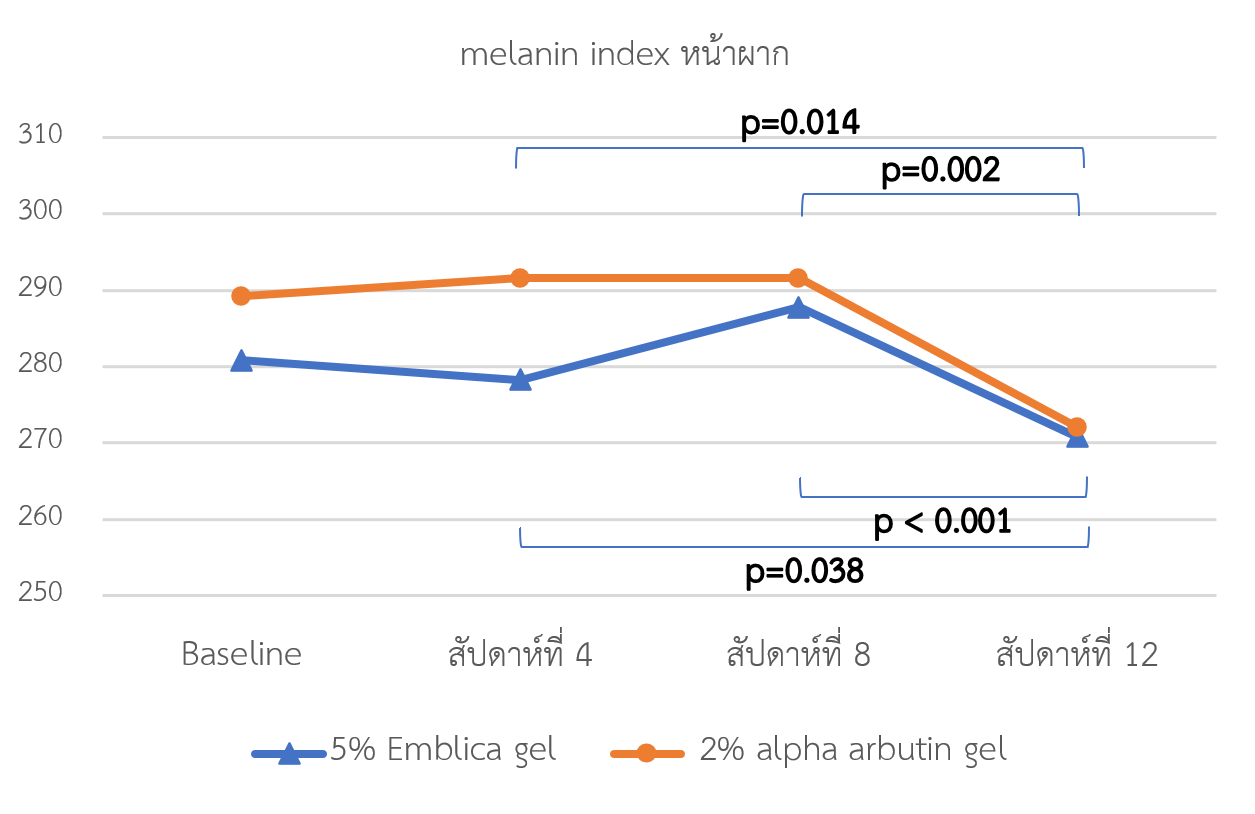 melanin index หน้าผาก
310
p=0.014
p=0.002
300
290
280
270
260
p < 0.001
p=0.038
250
Baseline สัปดาห์ที่ 4 สัปดาห์ที่ 8 สัปดาห์ที่ 12
5% Emblica gel 2% alpha arbutin gel